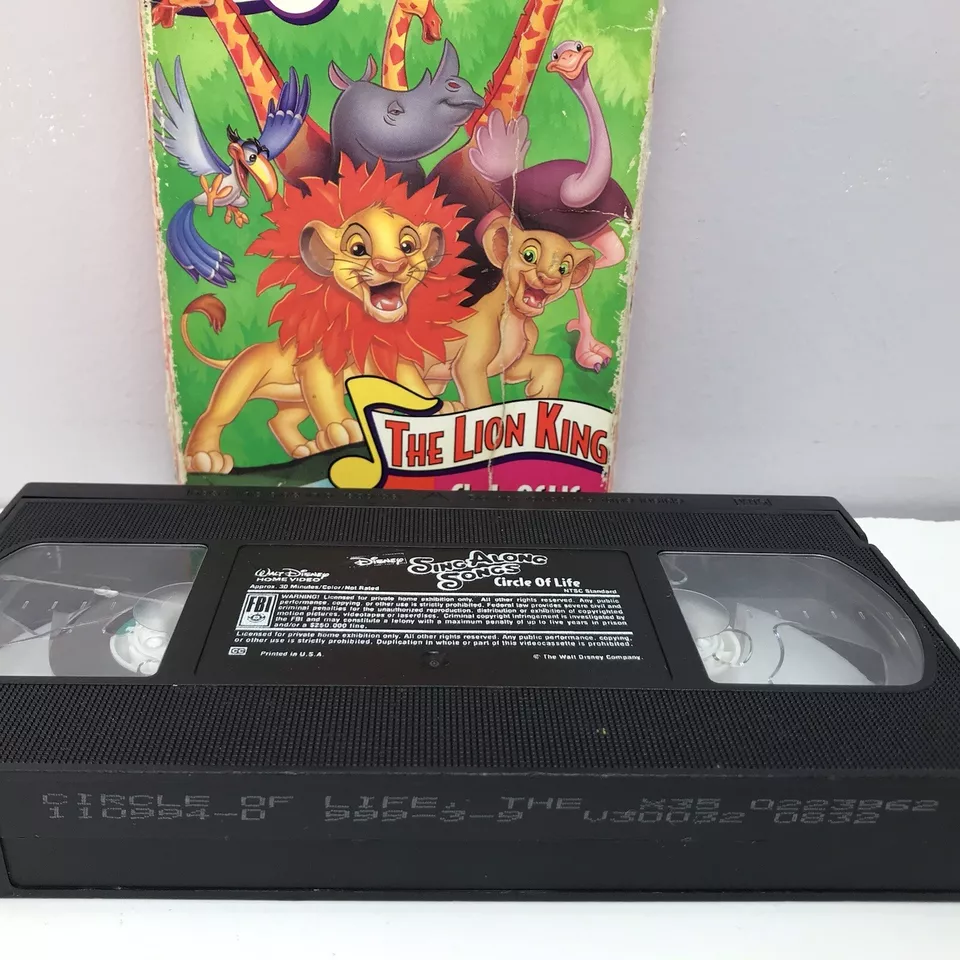 THE LION KING
Disney's
SING ALONG
SONGS
Circle Of Life
WALT DISNEY
HOME VIDEO
Approx. 30 Minutes/Color/Not Rated
NTSC Standard
FBI
WARNING! Licensed for private home exhibition only. All other rights reserved. Any public
performance, copying, or other use is strictly prohibited. Federal law provides severe civil and
criminal penalties for the unauthorized reproduction, distribution or exhibition of copyrighted
motion pictures, videotapes or laserdiscs. Criminal copyright infringement is investigated by
the FBI and may constitute a felony with a maximum penalty of up to five years in prison
and/or a $250,000 fine.
Licensed for private home exhibition only. All other rights reserved. Any public performance, copying,
or other use is strictly prohibited. Duplication in whole or part of this videocassette is prohibited.
CC
Printed in U.S.A.
© The Walt Disney Company.
CIRCLE OF LIFE, THE X35 0223962
110994-D 999-3-9 V30032 0832